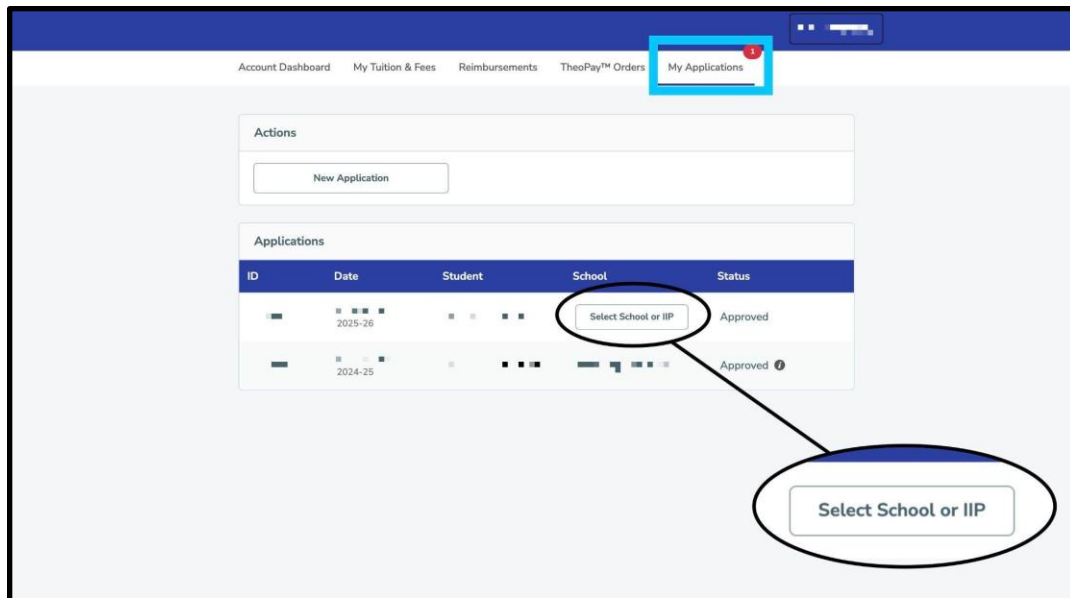 Account Dashboard My Tuition & Fees Reimbursements TheoPay™ Orders My Applications 1
Actions
New Application
Applications
ID Date Student School Status
2025-26 Select School or IIP Approved
2024-25 Approved i
Select School or IIP